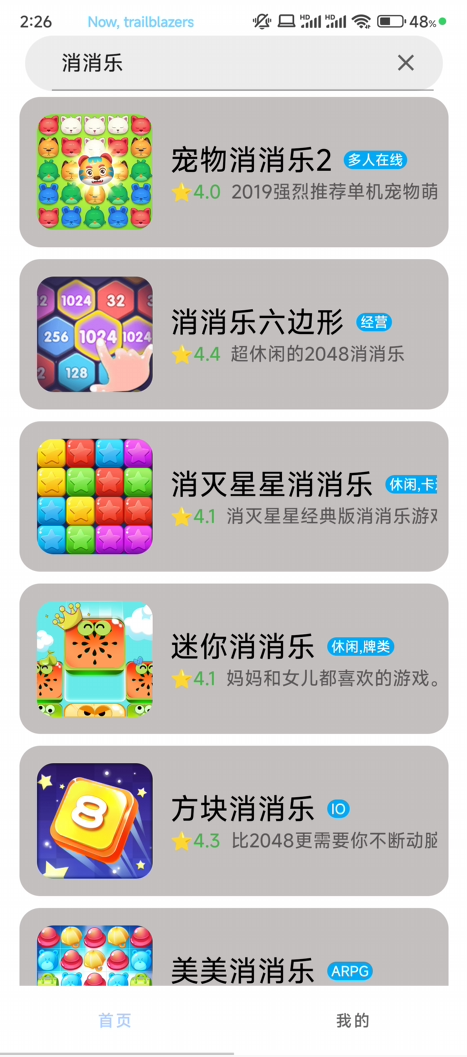 2:26 Now, trailblazers HD HD 48%
消消乐
宠物消消乐2 多人在线
4.0 2019强烈推荐单机宠物萌
1024 32
256 1024 1024
128
消消乐六边形 经营
4.4 超休闲的2048消消乐
消灭星星消消乐 休闲,卡
4.1 消灭星星经典版消消乐游戏
迷你消消乐 休闲,牌类
4.1 妈妈和女儿都喜欢的游戏。
8
方块消消乐 IO
4.3 比2048更需要你不断动脑
美美消消乐 ARPG
首页 我的